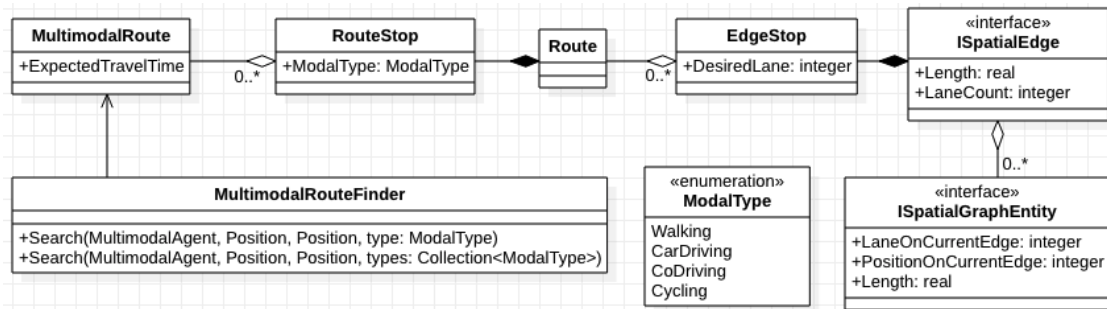 MultimodalRoute
+ExpectedTravelTime
0..*
RouteStop
+ModalType: ModalType
Route
0..*
EdgeStop
+DesiredLane: integer
«interface»
ISpatialEdge
+Length: real
+LaneCount: integer
0..*
MultimodalRouteFinder
+Search(MultimodalAgent, Position, Position, type: ModalType)
+Search(MultimodalAgent, Position, Position, types: Collection<ModalType>)
«enumeration»
ModalType
Walking
CarDriving
CoDriving
Cycling
«interface»
ISpatialGraphEntity
+LaneOnCurrentEdge: integer
+PositionOnCurrentEdge: integer
+Length: real